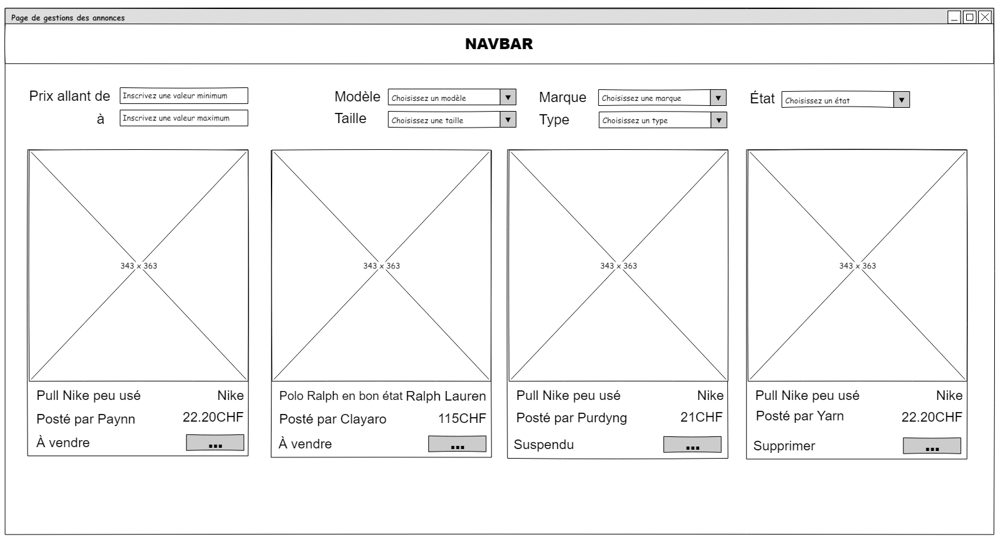 Page de gestions des annonces
NAVBAR
Prix allant de Inscrivez une valeur minimum
à Inscrivez une valeur maximum
Modèle Choisissez un modèle
Taille Choisissez une taille
Marque Choisissez une marque
Type Choisissez un type
État Choisissez un état
343 x 363
Pull Nike peu usé Nike
Posté par Paynn 22.20CHF
À vendre ...
343 x 363
Polo Ralph en bon état Ralph Lauren
Posté par Clayaro 115CHF
À vendre ...
343 x 363
Pull Nike peu usé Nike
Posté par Purdyng 21CHF
Suspendu ...
343 x 363
Pull Nike peu usé Nike
Posté par Yarn 22.20CHF
Supprimer ...